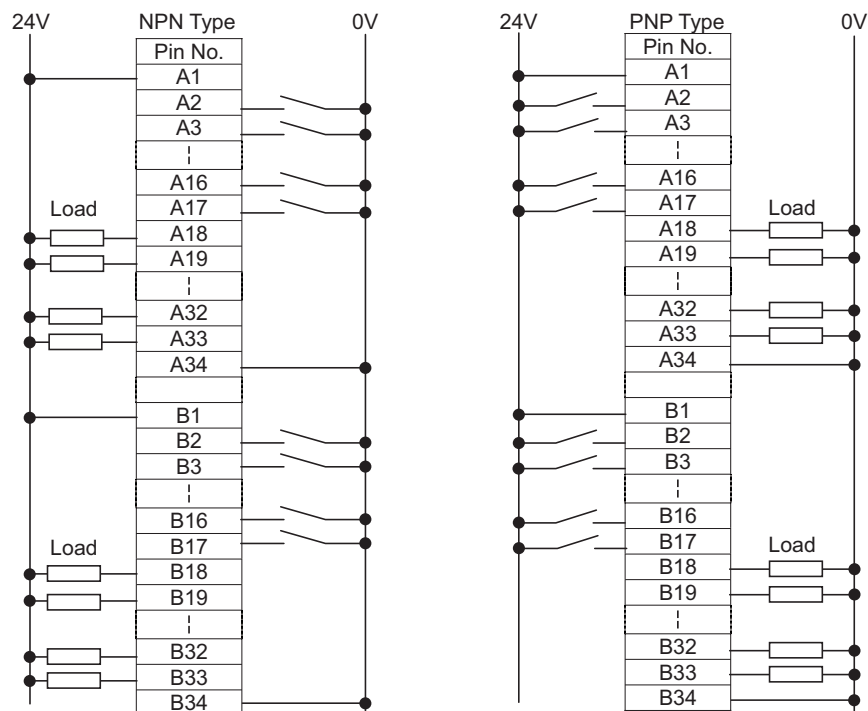 24V NPN Type 0V
Pin No.
A1
A2
A3
A16
A17
Load
A18
A19
A32
A33
A34
B1
B2
B3
B16
B17
Load
B18
B19
B32
B33
B34
24V PNP Type 0V
Pin No.
A1
A2
A3
A16
A17
Load
A18
A19
A32
A33
A34
B1
B2
B3
B16
B17
Load
B18
B19
B32
B33
B34